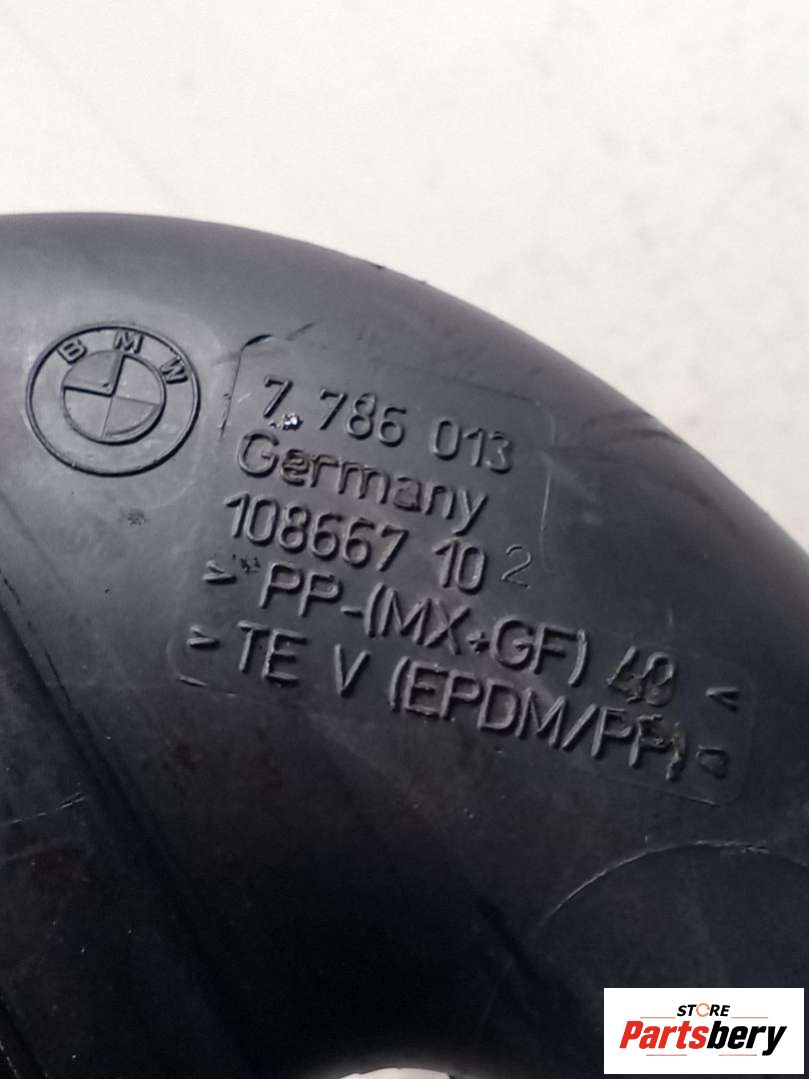 BMW
7 786 013
Germany
108667 10 2
> PP-(MX+GF) 40 <
> TE V (EPDM/PP)
STORE
Partsbery